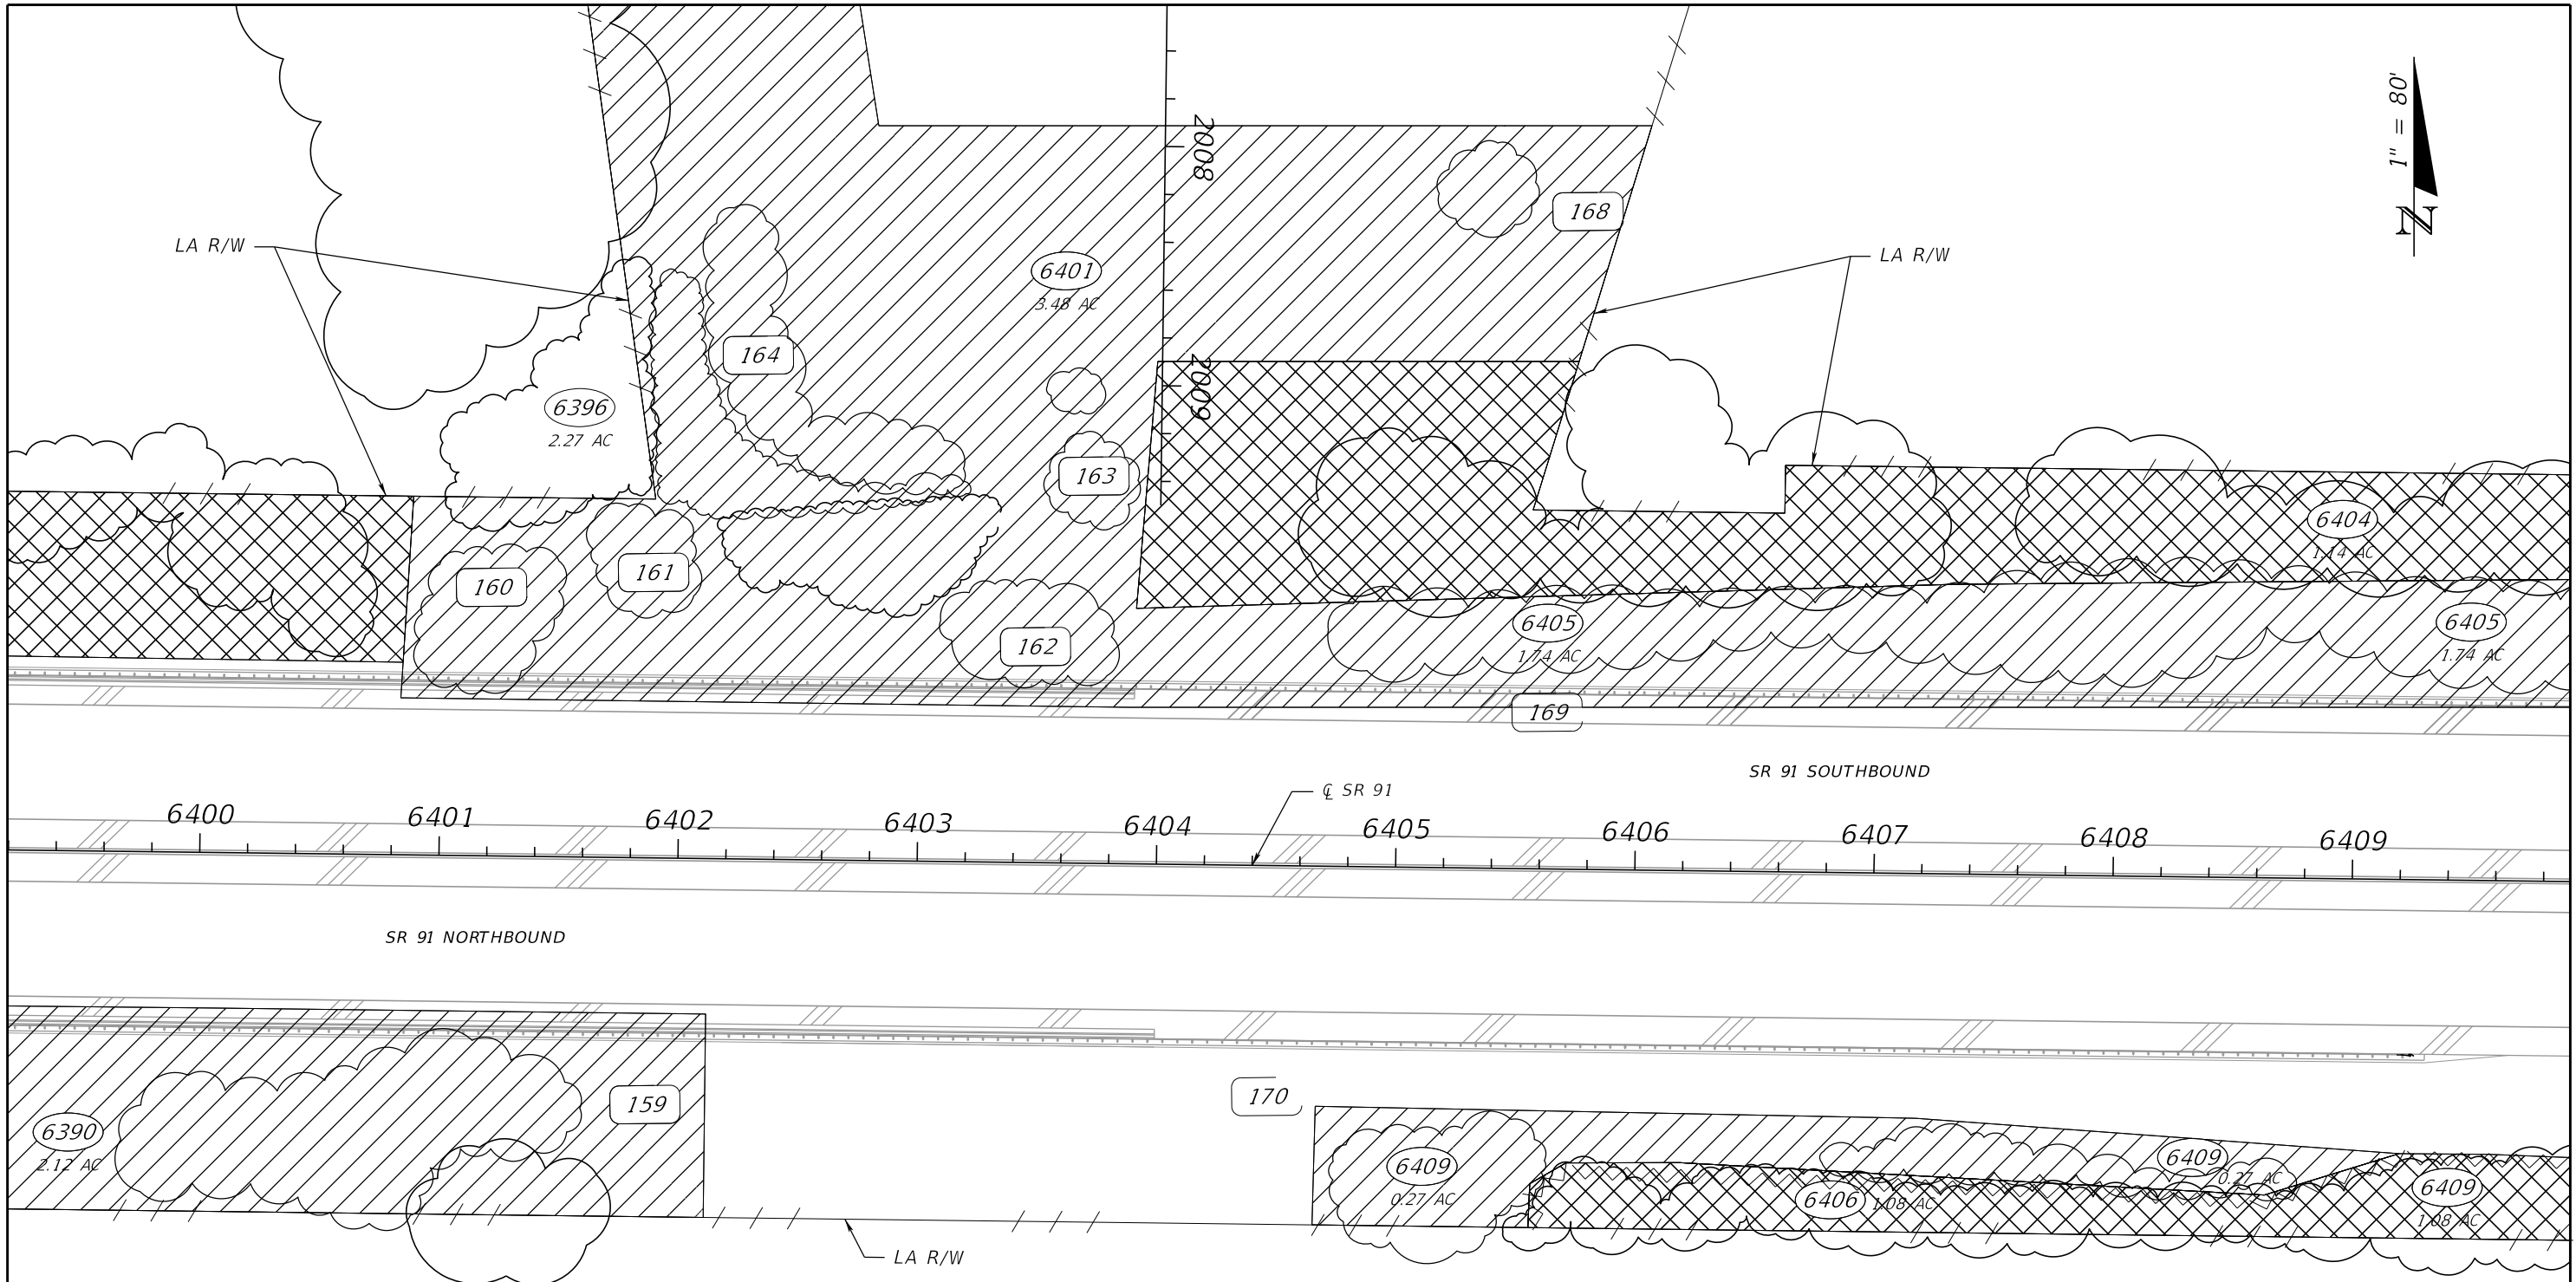 1" = 80'
N
2008
168
LA R/W
LA R/W
6401
3.48 AC
164
2009
6396
2.27 AC
163
6404
1.14 AC
161
160
6405
1.74 AC
6405
1.74 AC
162
169
SR 91 SOUTHBOUND
℄ SR 91
6400
6401
6402
6403
6404
6405
6406
6407
6408
6409
SR 91 NORTHBOUND
170
159
6390
2.12 AC
6409
0.27 AC
6409
0.27 AC
6406
1.08 AC
6409
1.08 AC
LA R/W